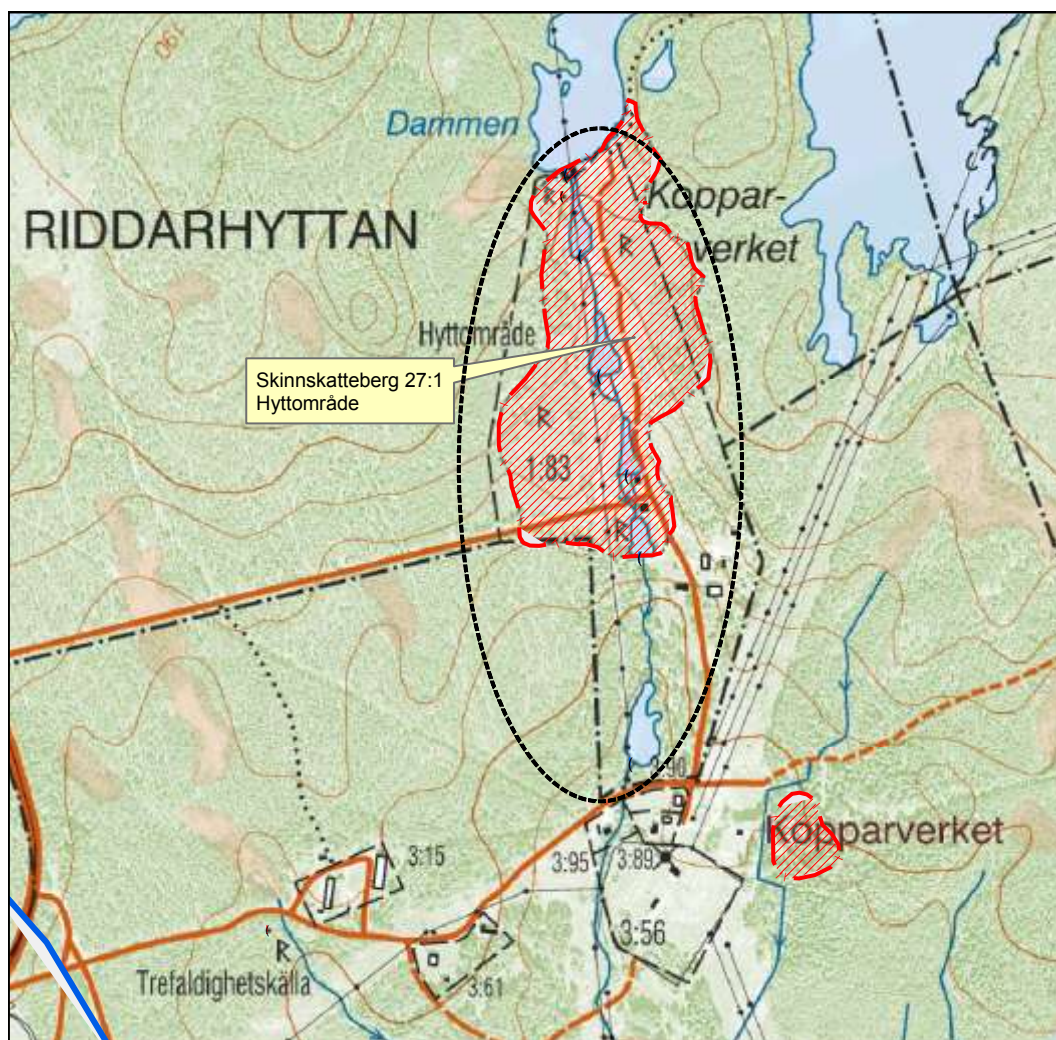 190
Dammen
Koppar-
verket
RIDDARHYTTAN
R
R
Hyttområde
Skinnskatteberg 27:1
Hyttområde
R
1:83
R
3:90
Kopparverket
3:15
3:95
3:89
3:56
R
Trefaldighetskälla
3:61